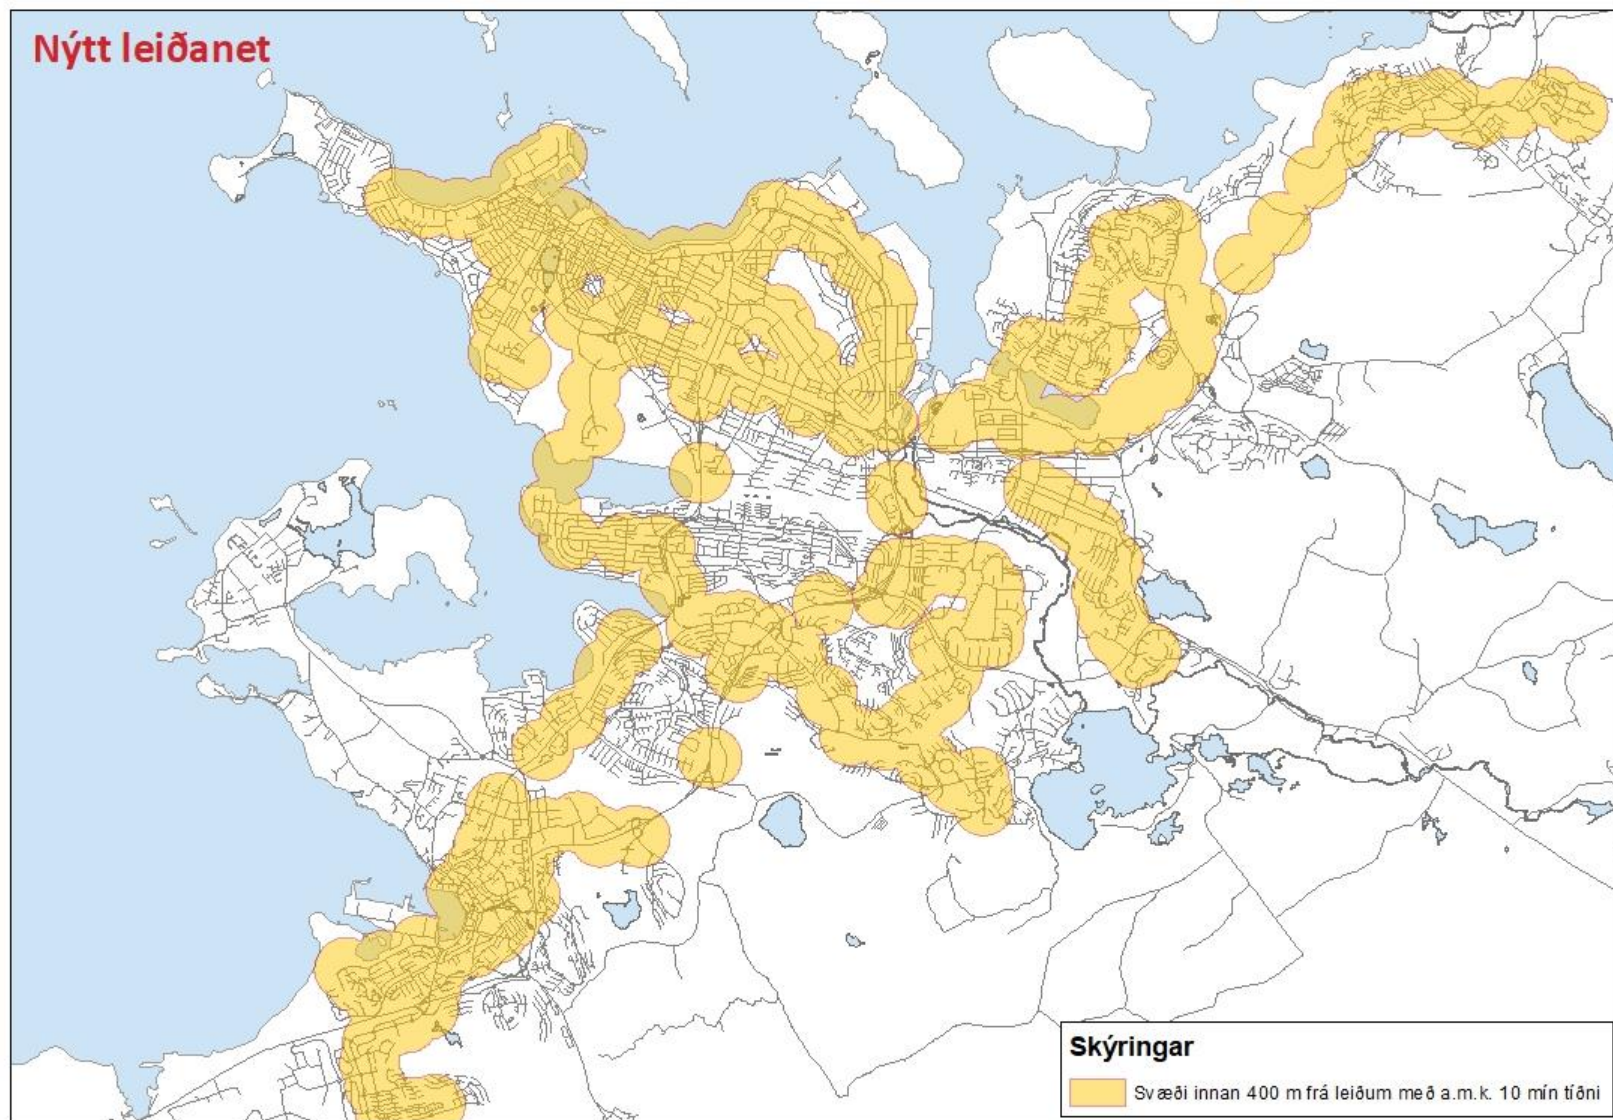 Nýtt leiðanet
Skýringar
Svæði innan 400 m frá leiðum með a.m.k. 10 mín tíðni